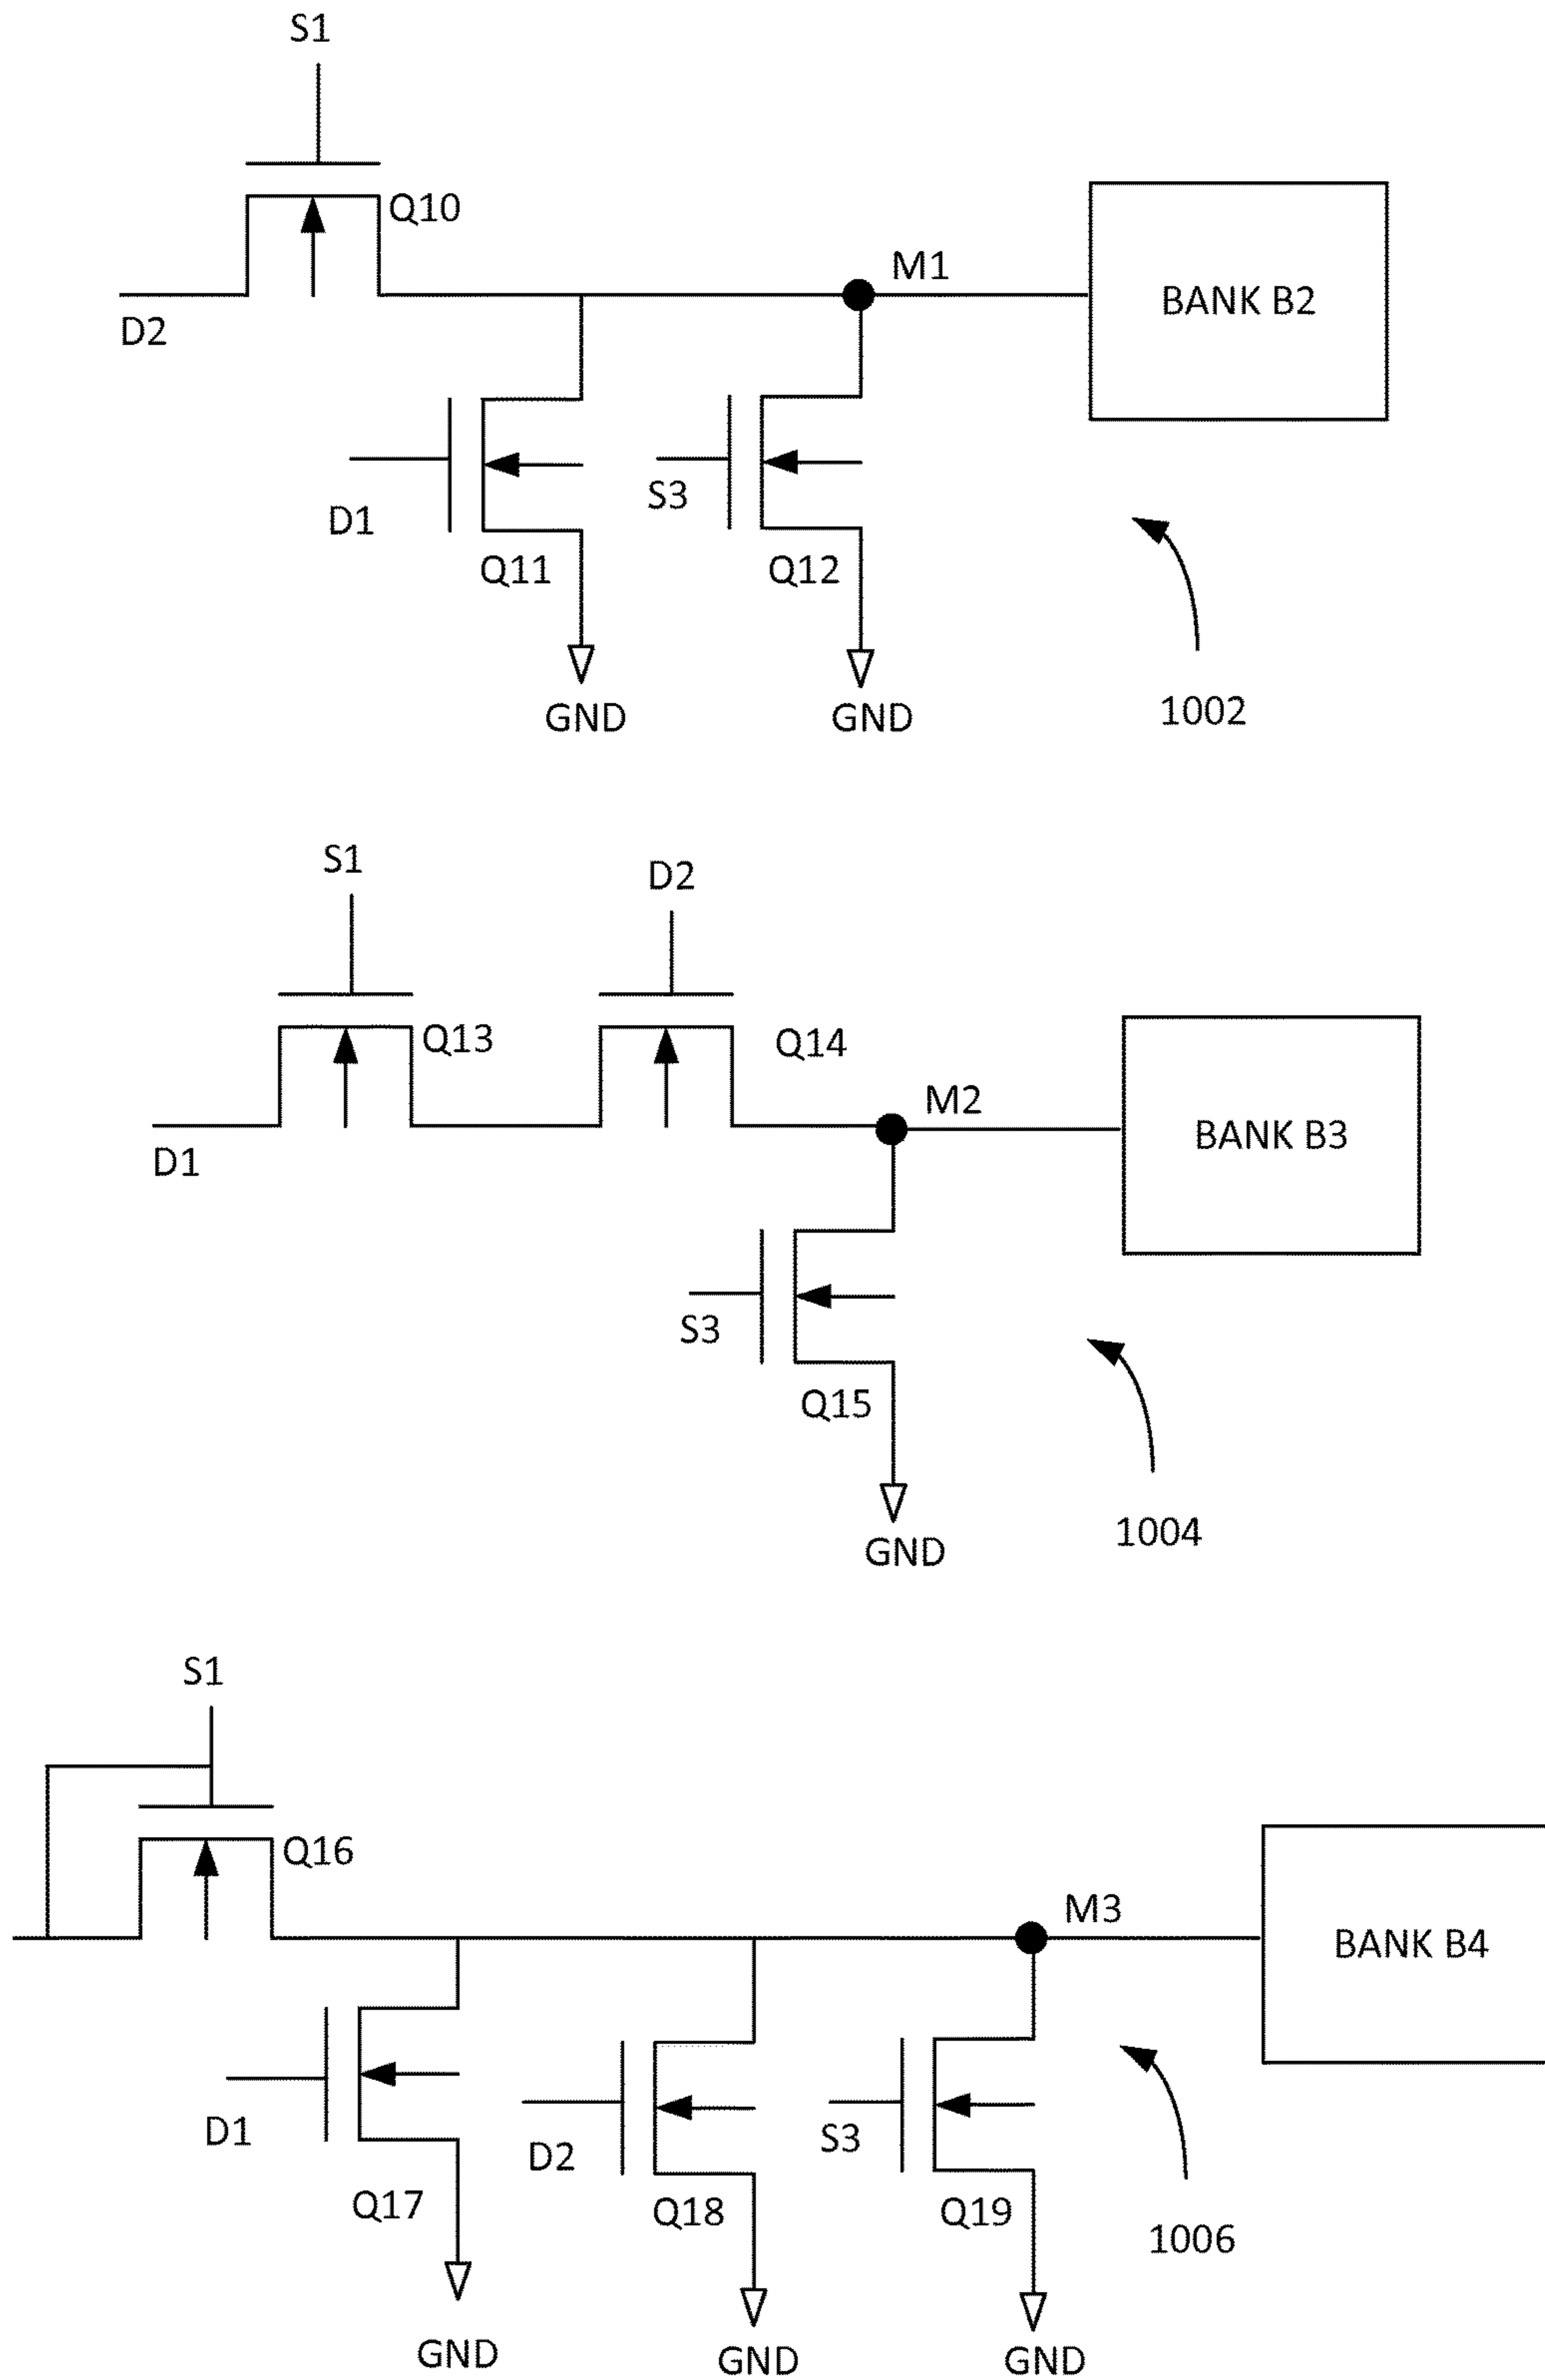 S1
Q10
D2
M1
BANK B2
D1
Q11
S3
Q12
GND
GND
1002
S1
D2
Q13
Q14
D1
M2
BANK B3
S3
Q15
GND
1004
S1
Q16
M3
BANK B4
D1
Q17
D2
Q18
S3
Q19
GND
GND
GND
1006